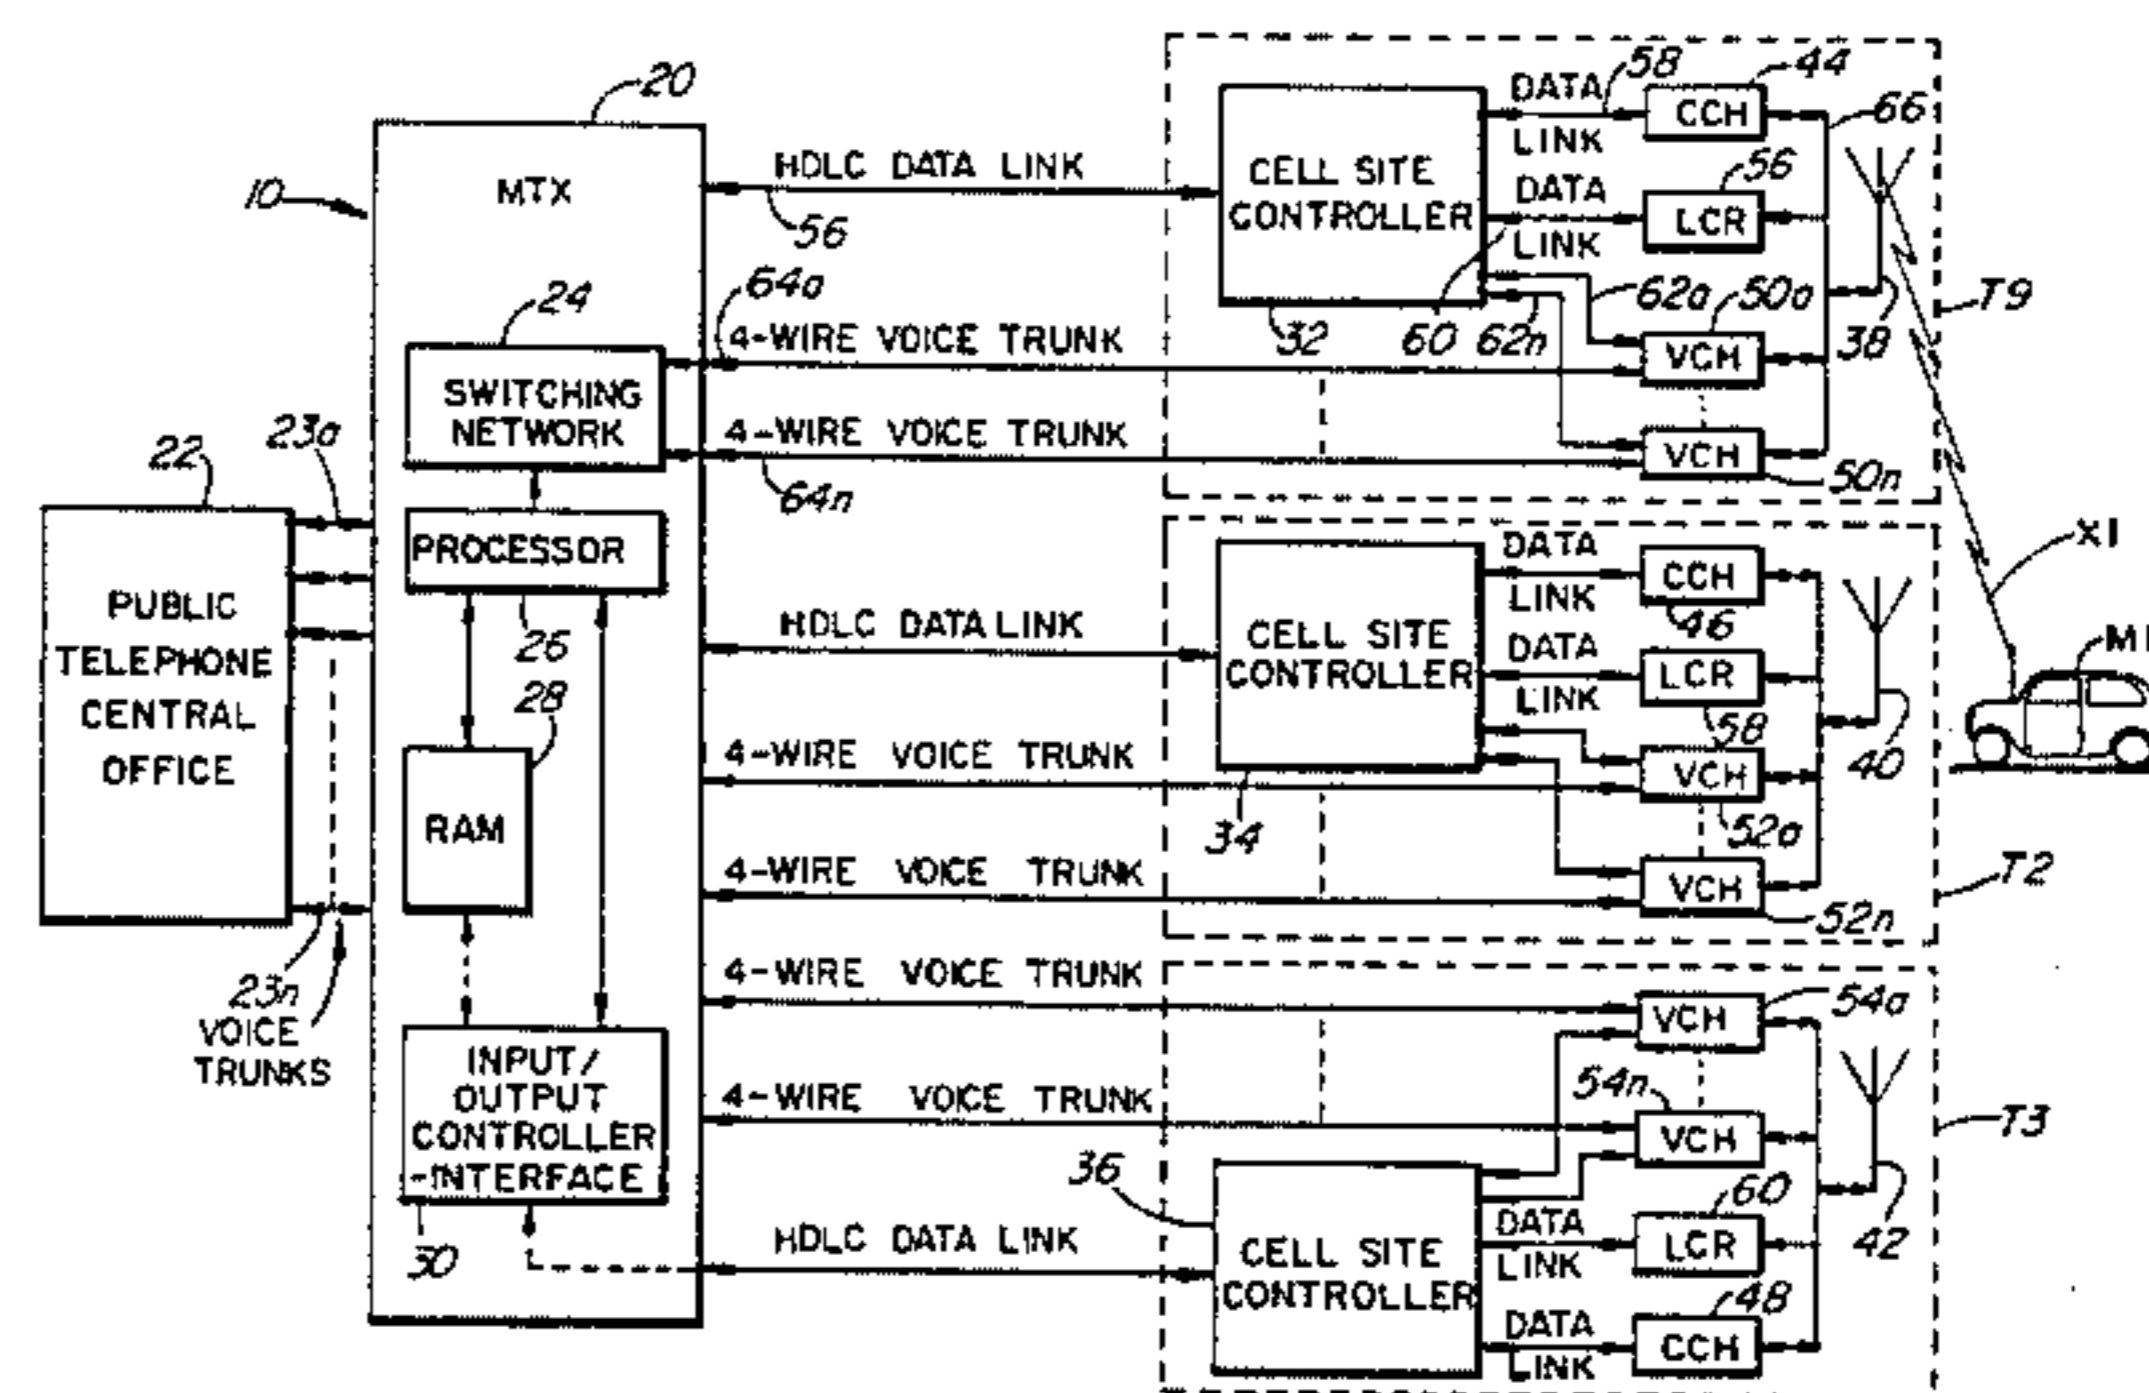 10
20
MTX
24
SWITCHING
NETWORK
PROCESSOR
26
28
RAM
INPUT/
OUTPUT
CONTROLLER
-INTERFACE
30
22
23a
PUBLIC
TELEPHONE
CENTRAL
OFFICE
23n
VOICE
TRUNKS
HDLC DATA LINK
56
64a
4-WIRE VOICE TRUNK
4-WIRE VOICE TRUNK
64n
HDLC DATA LINK
4-WIRE VOICE TRUNK
4-WIRE VOICE TRUNK
4-WIRE VOICE TRUNK
4-WIRE VOICE TRUNK
HDLC DATA LINK
CELL SITE
CONTROLLER
32
DATA
LINK
58
44
CCH
66
DATA
LINK
56
LCR
60
62n
62a
50a
VCH
VCH
50n
38
T9
CELL SITE
CONTROLLER
34
DATA
LINK
CCH
46
DATA
LINK
LCR
58
VCH
52a
VCH
52n
40
T2
X1
M1
VCH
54a
54n
VCH
36
CELL SITE
CONTROLLER
DATA
LINK
60
LCR
DATA
LINK
48
CCH
42
T3